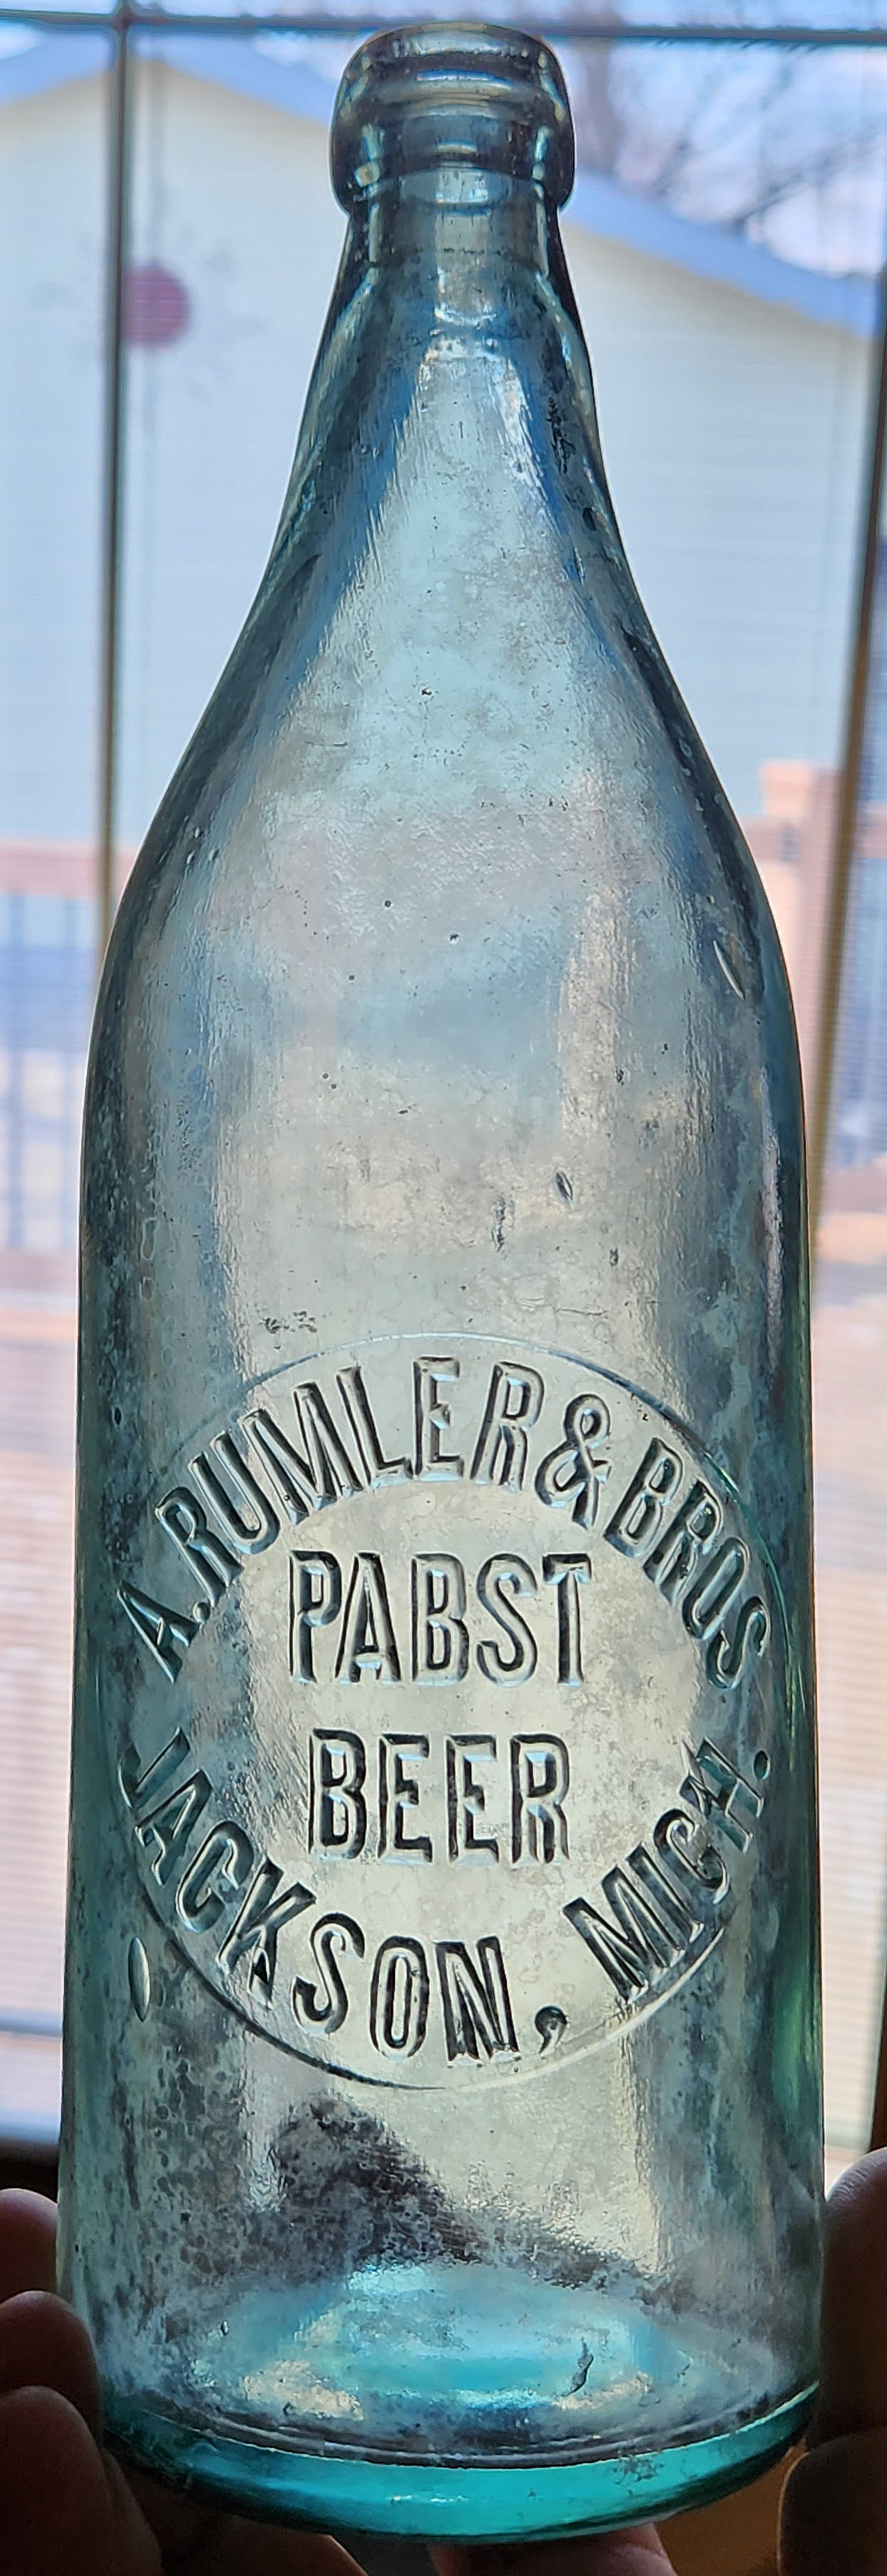 A. RUMLER & BROS
PABST
BEER
JACKSON, MICH.